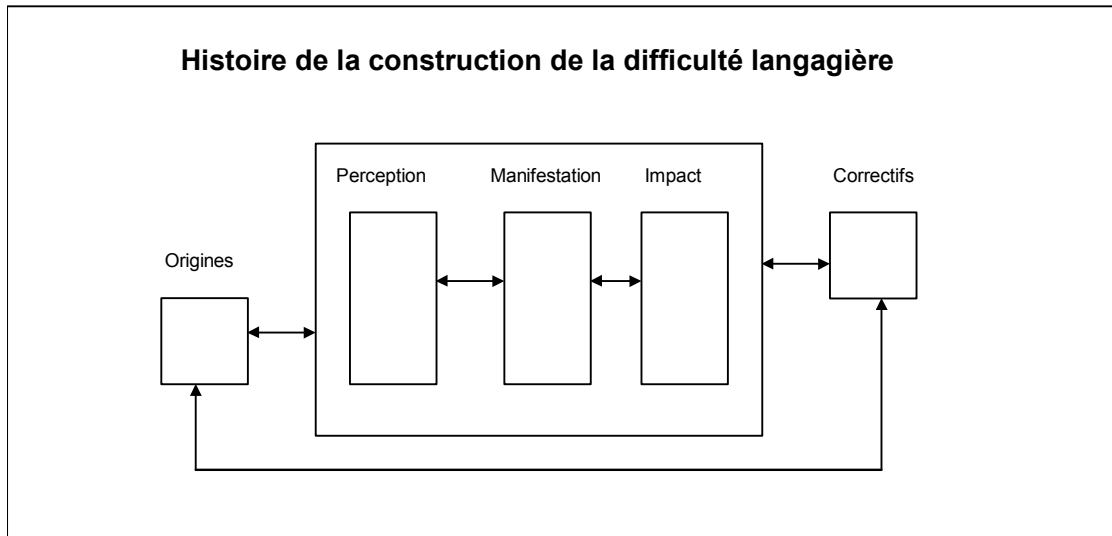 Histoire de la construction de la difficulté langagière
Perception
Manifestation
Impact
Correctifs
Origines